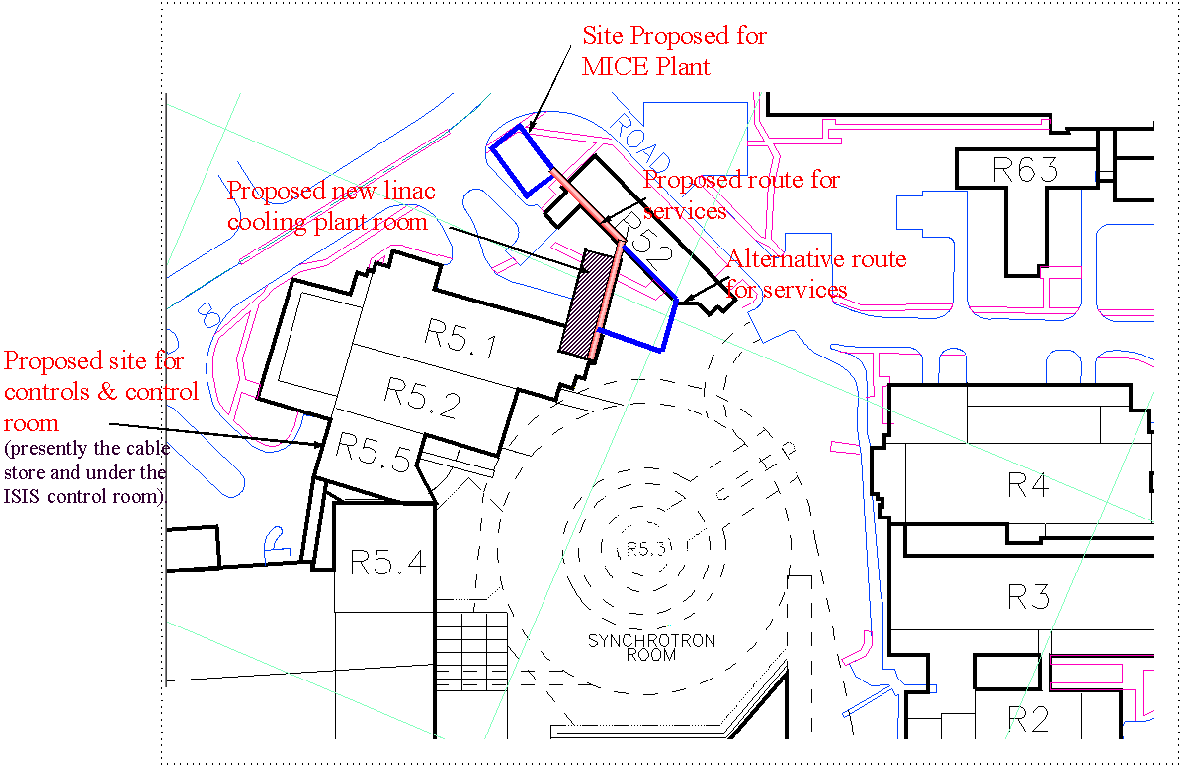 Site Proposed for
MICE Plant
ROAD
R63
Proposed new linac
cooling plant room
Proposed route for
services
R52
Alternative route
for services
8
R5.1
Proposed site for
controls & control
room
(presently the cable
store and under the
ISIS control room)
R5.2
R5.5
R4
R5.3
R5.4
R3
SYNCHROTRON
ROOM
R2